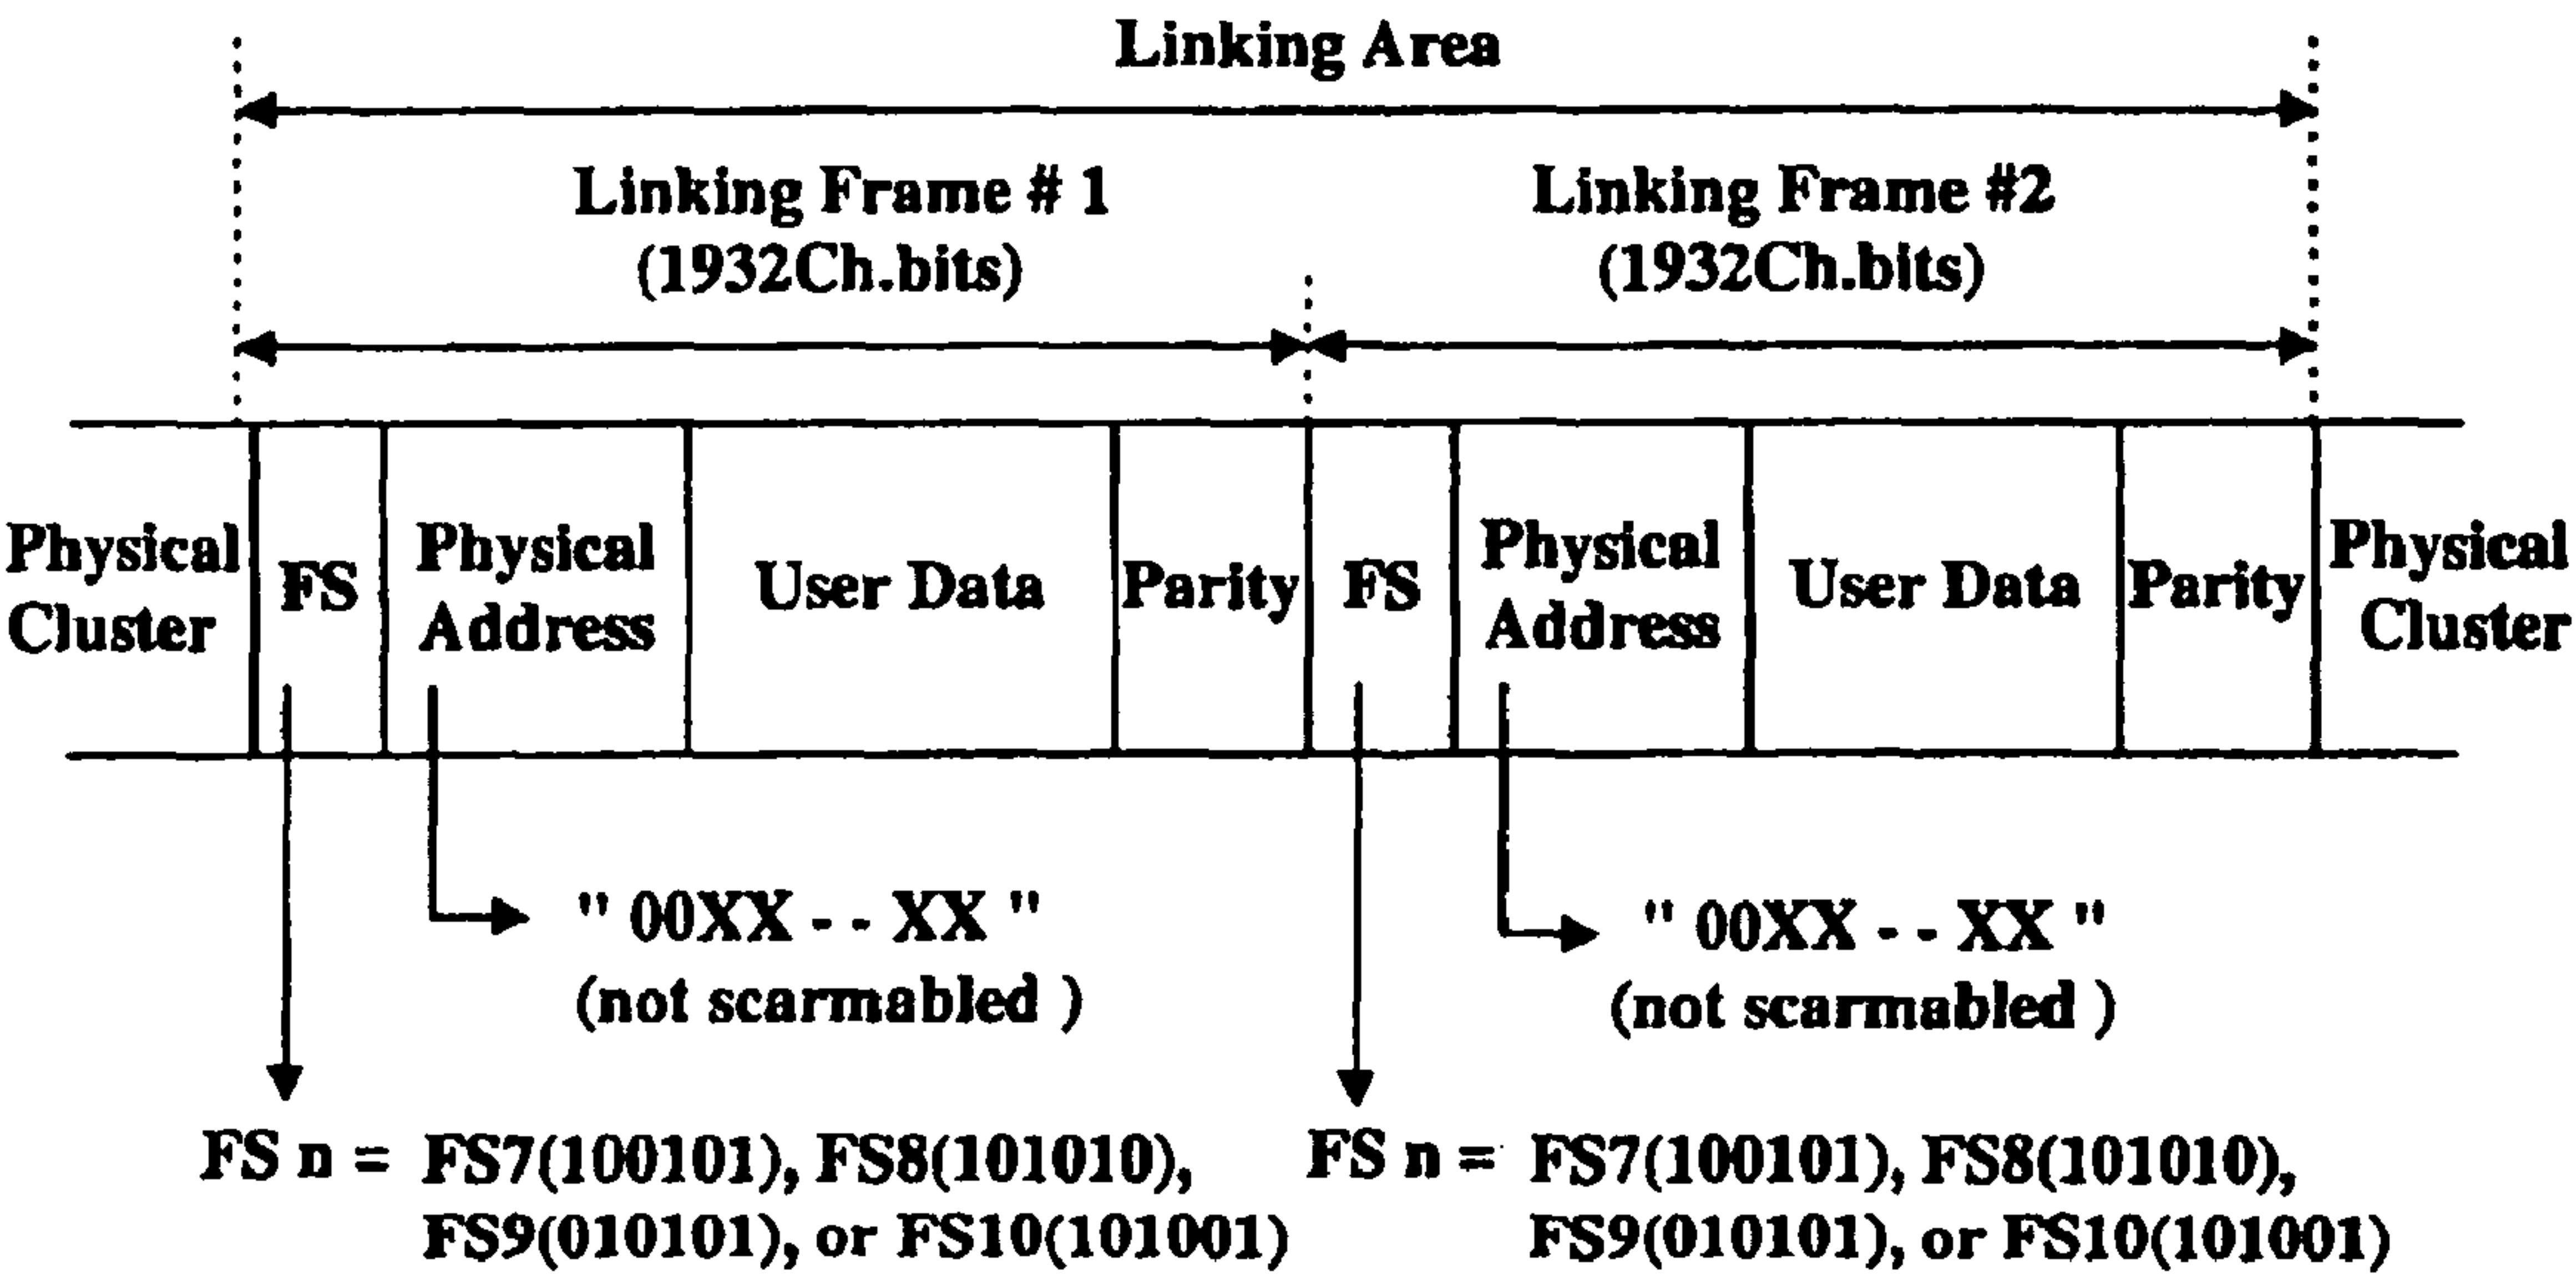 Linking Area
Linking Frame # 1
(1932Ch.bits)
Linking Frame #2
(1932Ch.bits)
Physical
Cluster
FS
Physical
Address
User Data
Parity
FS
Physical
Address
User Data
Parity
Physical
Cluster
" 00XX - - XX "
(not scarmabled )
" 00XX - - XX "
(not scarmabled )
FS n = FS7(100101), FS8(101010),
FS9(010101), or FS10(101001)
FS n = FS7(100101), FS8(101010),
FS9(010101), or FS10(101001)